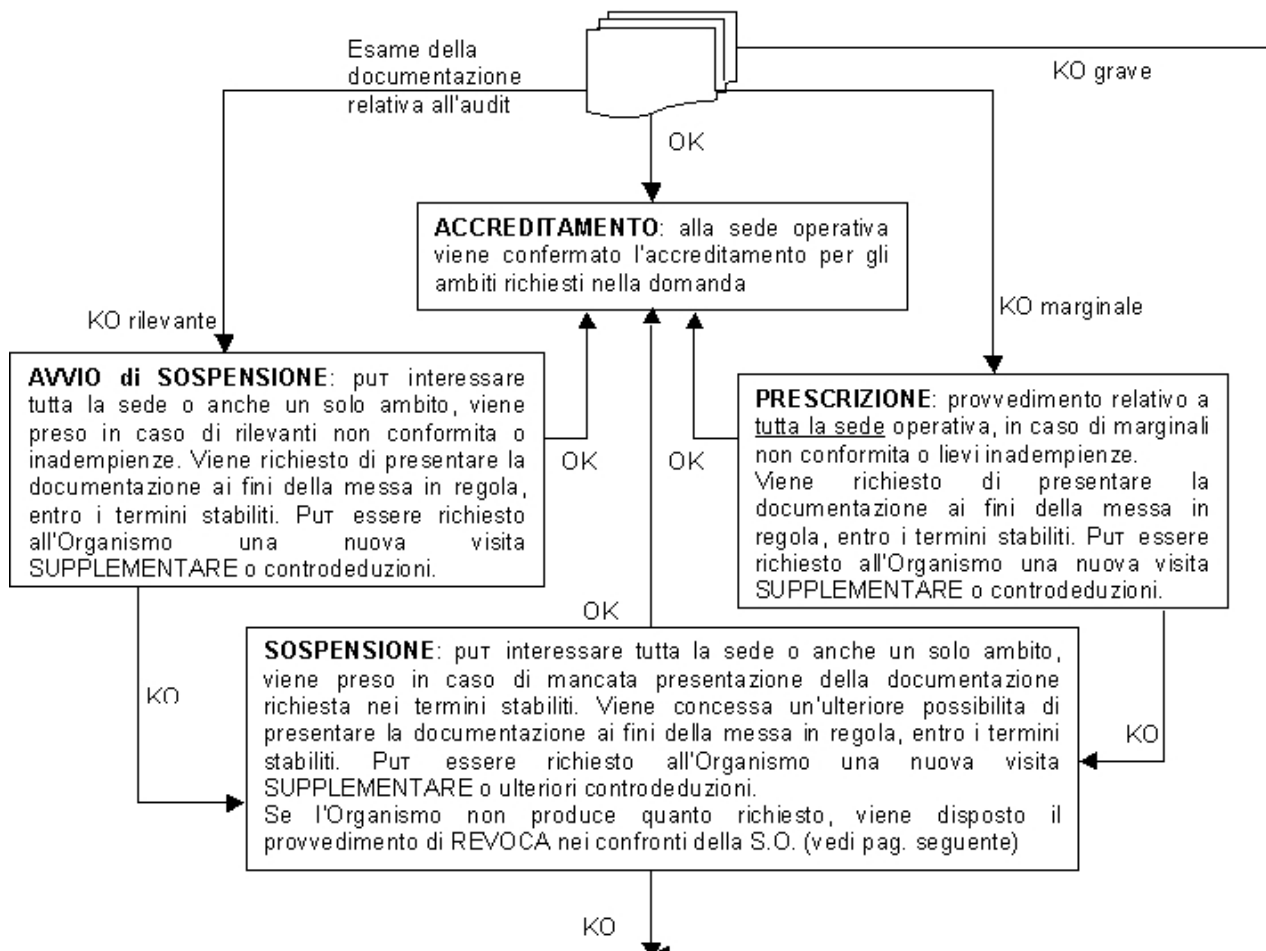 Esame della
documentazione
relativa all'audit
KO grave
OK
ACCREDITAMENTO: alla sede operativa
viene confermato l'accreditamento per gli
ambiti richiesti nella domanda
KO rilevante
KO marginale
AVVIO di SOSPENSIONE: puт interessare
tutta la sede o anche un solo ambito, viene
preso in caso di rilevanti non conformita o
inadempienze. Viene richiesto di presentare la
documentazione ai fini della messa in regola,
entro i termini stabiliti. Puт essere richiesto
all'Organismo una nuova visita
SUPPLEMENTARE o controdeduzioni.
OK
OK
PRESCRIZIONE: provvedimento relativo a
tutta la sede operativa, in caso di marginali
non conformita o lievi inadempienze.
Viene richiesto di presentare la
documentazione ai fini della messa in
regola, entro i termini stabiliti. Puт essere
richiesto all'Organismo una nuova visita
SUPPLEMENTARE o controdeduzioni.
OK
KO
SOSPENSIONE: puт interessare tutta la sede o anche un solo ambito,
viene preso in caso di mancata presentazione della documentazione
richiesta nei termini stabiliti. Viene concessa un'ulteriore possibilita di
presentare la documentazione ai fini della messa in regola, entro i termini
stabiliti. Puт essere richiesto all'Organismo una nuova visita
SUPPLEMENTARE o ulteriori controdeduzioni.
Se l'Organismo non produce quanto richiesto, viene disposto il
provvedimento di REVOCA nei confronti della S.O. (vedi pag. seguente)
KO
KO